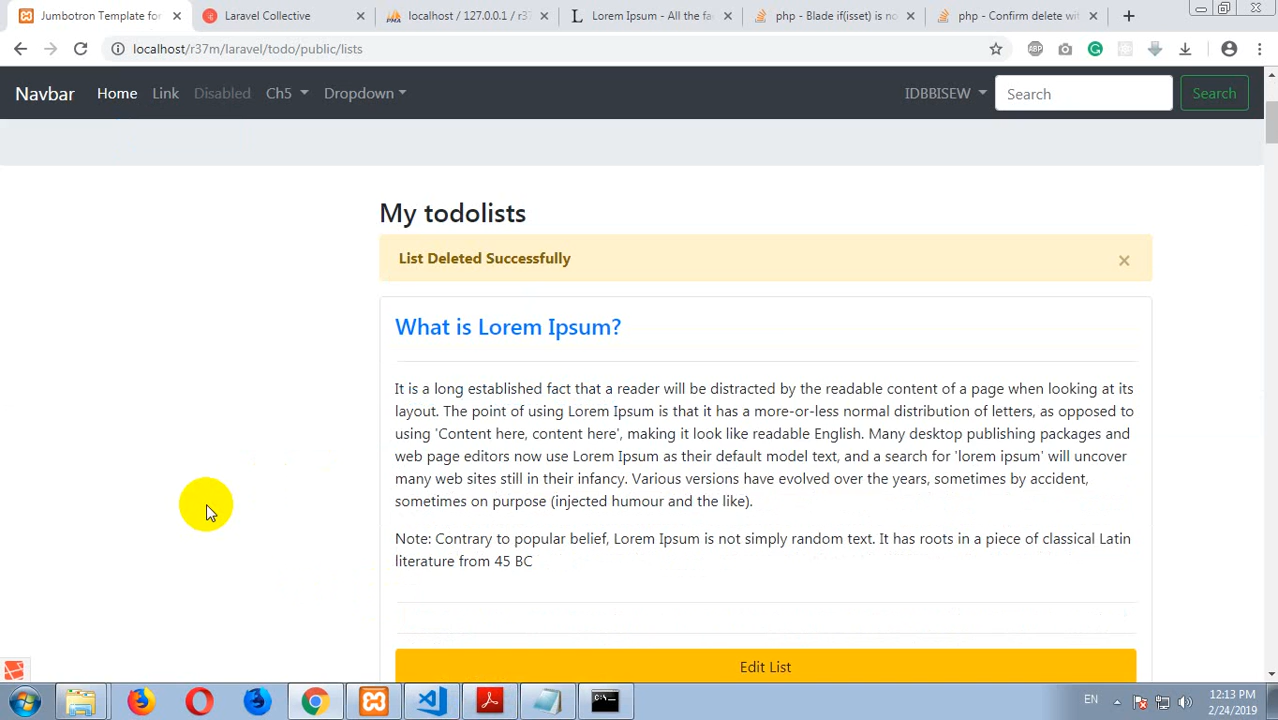 Jumbotron Template for
Laravel Collective
localhost / 127.0.0.1 / r37
Lorem Ipsum - All the fa
php - Blade if(isset) is no
php - Confirm delete wit
localhost/r37m/laravel/todo/public/lists
ABP
Navbar Home Link Disabled Ch5 Dropdown IDBBISEW Search Search
My todolists
List Deleted Successfully ×
What is Lorem Ipsum?
It is a long established fact that a reader will be distracted by the readable content of a page when looking at its
layout. The point of using Lorem Ipsum is that it has a more-or-less normal distribution of letters, as opposed to
using 'Content here, content here', making it look like readable English. Many desktop publishing packages and
web page editors now use Lorem Ipsum as their default model text, and a search for 'lorem ipsum' will uncover
many web sites still in their infancy. Various versions have evolved over the years, sometimes by accident,
sometimes on purpose (injected humour and the like).
Note: Contrary to popular belief, Lorem Ipsum is not simply random text. It has roots in a piece of classical Latin
literature from 45 BC
Edit List
EN
12:13 PM
2/24/2019